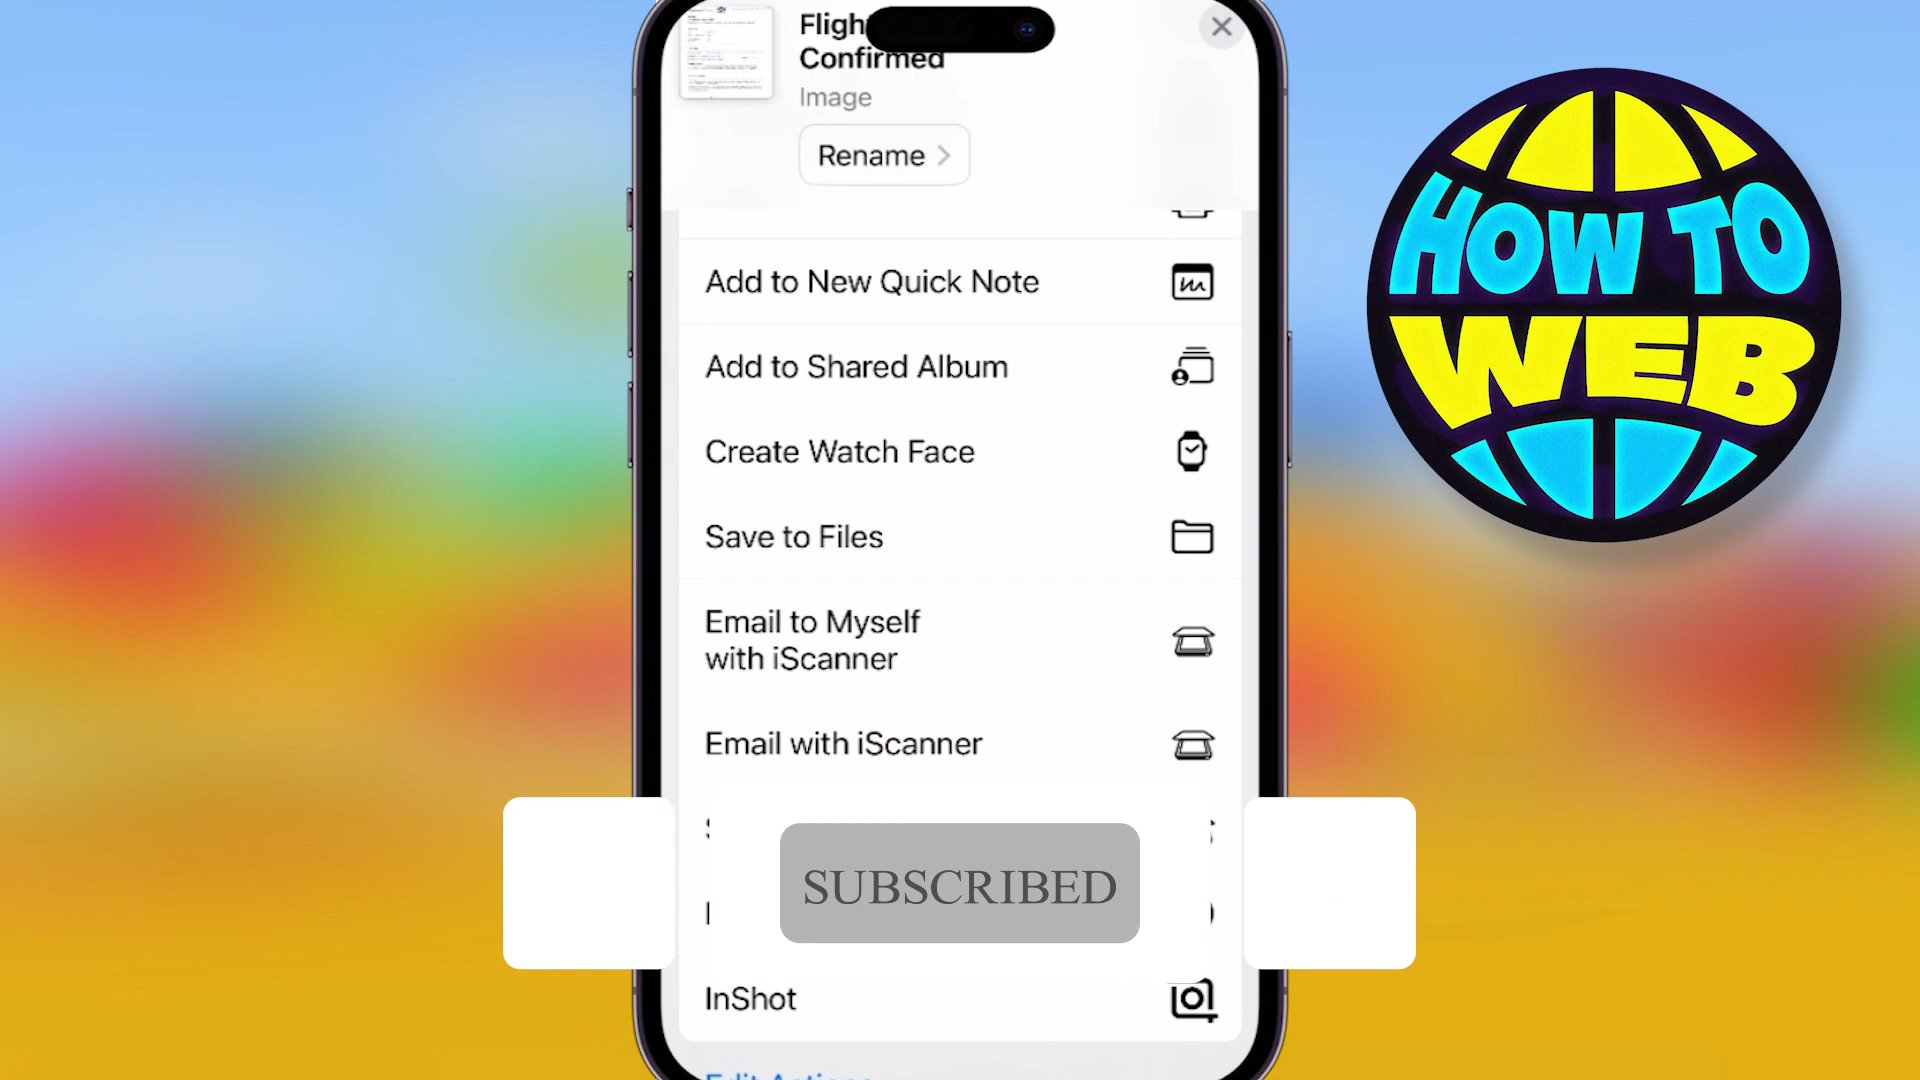 Confirmed
Image
Rename
Add to New Quick Note
Add to Shared Album
Create Watch Face
Save to Files
Email to Myself
with iScanner
Email with iScanner
SUBSCRIBED
InShot
HOW TO
WEB